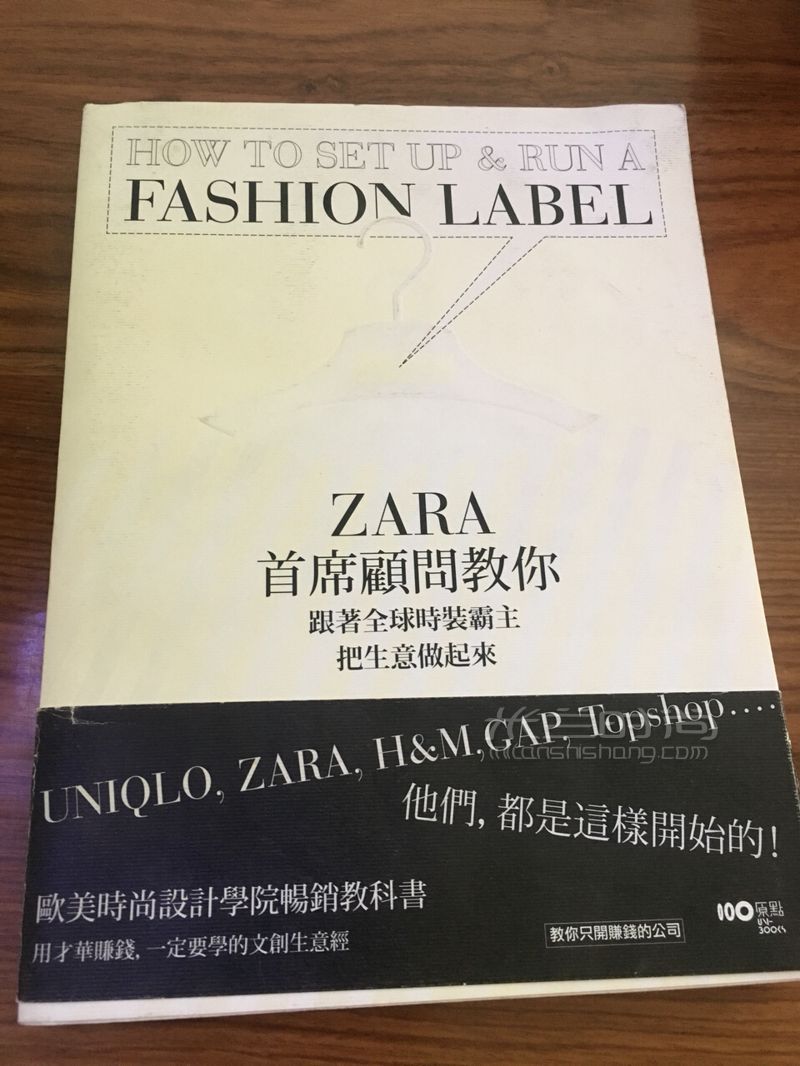 HOW TO SET UP & RUN A
FASHION LABEL
ZARA
首席顧問教你
跟著全球時裝霸主
把生意做起來
UNIQLO, ZARA, H&M,GAP, Topshop....
他們,都是這樣開始的!
歐美時尚設計學院暢銷教科書
用才華賺錢,一定要學的文創生意經
教你只開賺錢的公司
原點
UNI-
BOOKS